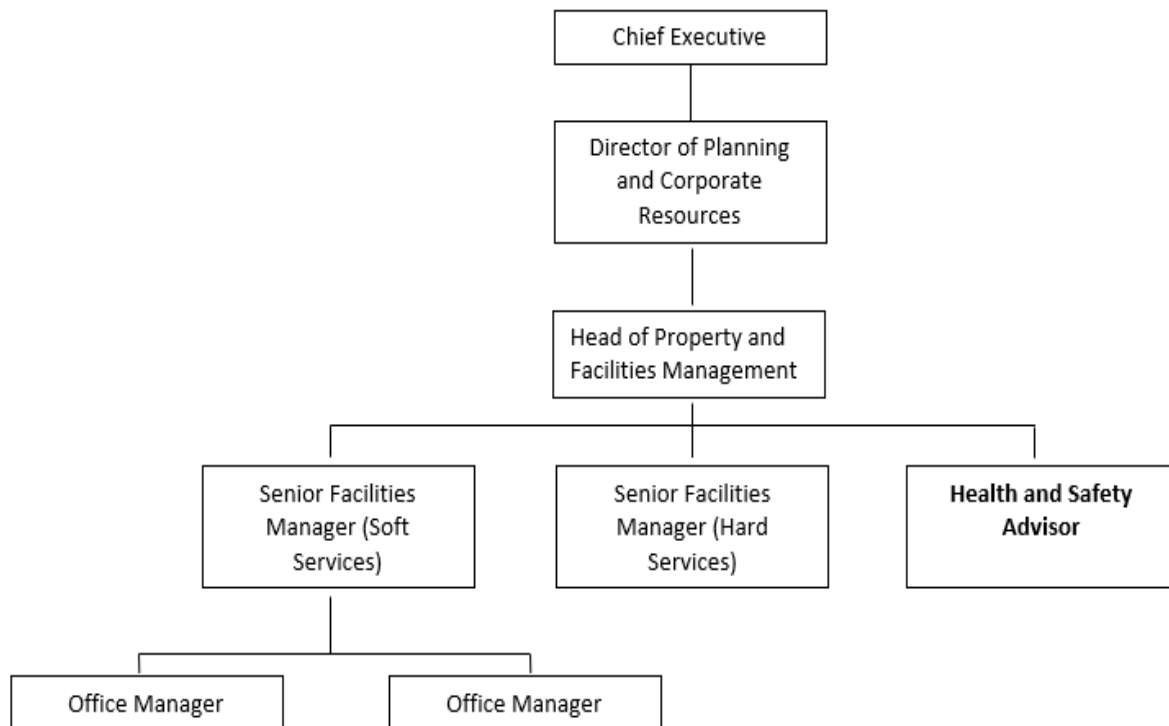 Chief Executive
Director of Planning
and Corporate
Resources
Head of Property and
Facilities Management
Senior Facilities
Manager (Soft
Services)
Senior Facilities
Manager (Hard
Services)
Health and Safety
Advisor
Office Manager
Office Manager